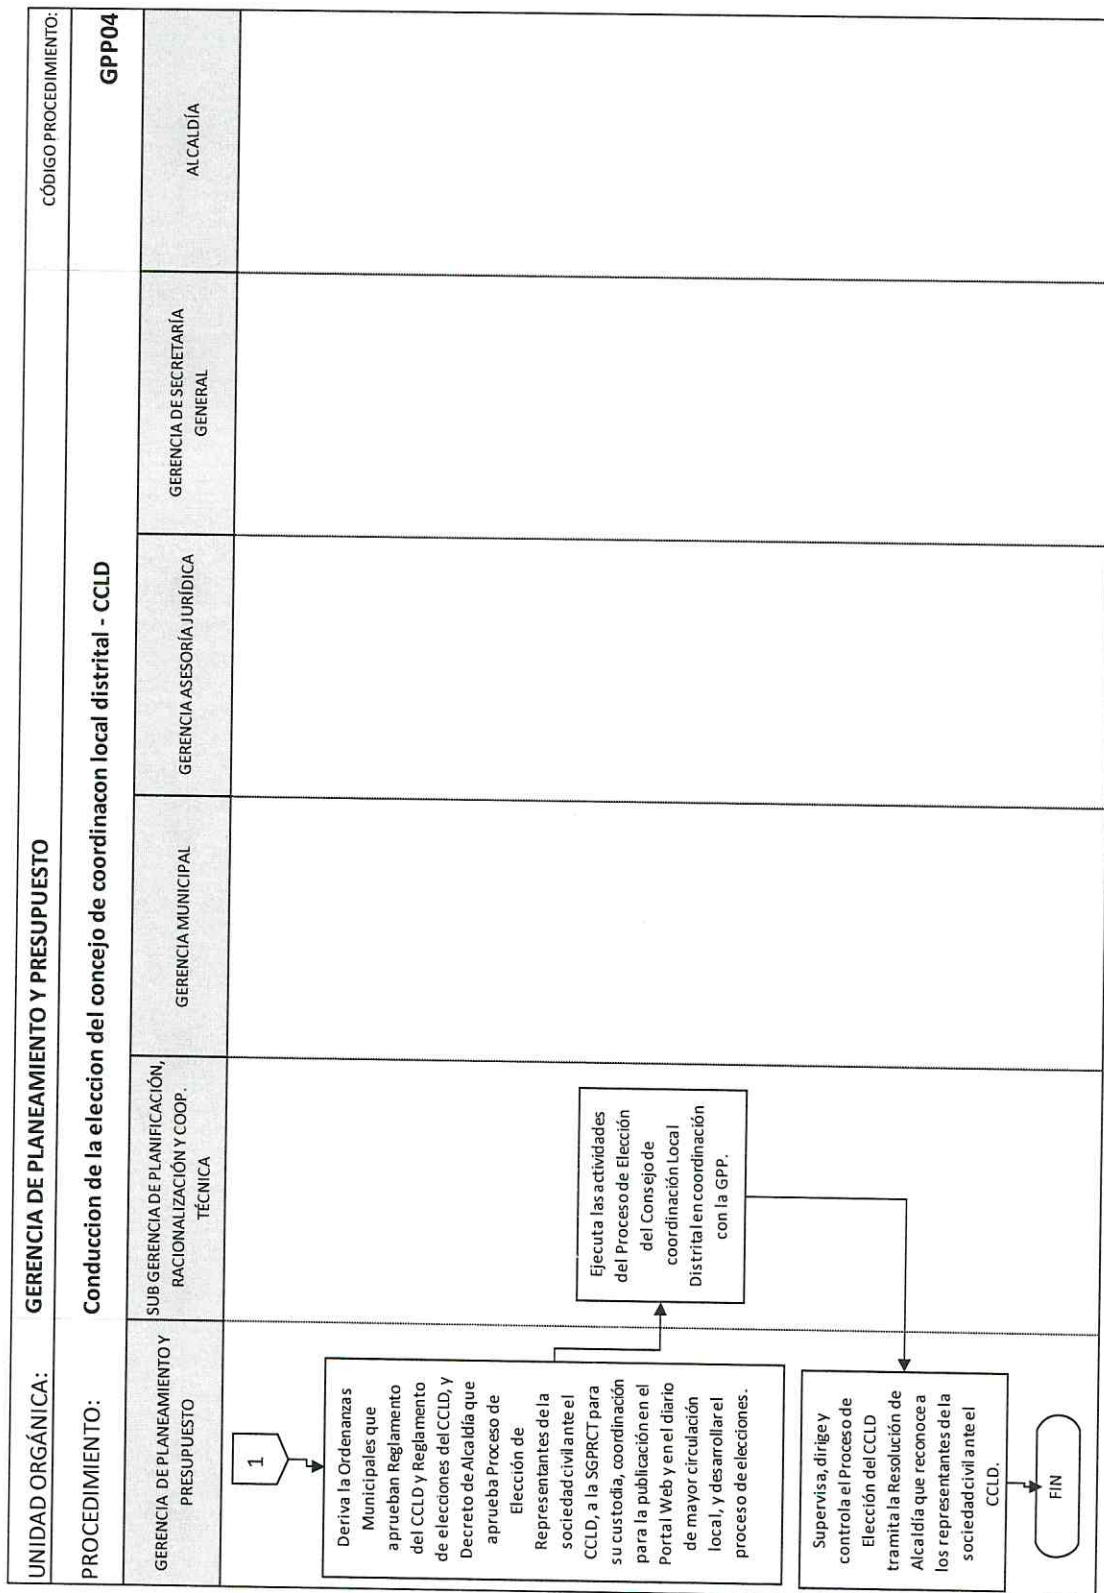 UNIDAD ORGÁNICA: GERENCIA DE PLANEAMIENTO Y PRESUPUESTO
CÓDIGO PROCEDIMIENTO:
PROCEDIMIENTO: Conduccion de la eleccion del concejo de coordinacon local distrital - CCLD
GPP04
GERENCIA DE PLANEAMIENTO Y
PRESUPUESTO
SUB GERENCIA DE PLANIFICACIÓN,
RACIONALIZACIÓN Y COOP.
TÉCNICA
GERENCIA MUNICIPAL
GERENCIA ASESORÍA JURÍDICA
GERENCIA DE SECRETARÍA
GENERAL
ALCALDÍA
1
Deriva la Ordenanzas
Municipales que
aprueban Reglamento
del CCLD y Reglamento
de elecciones del CCLD, y
Decreto de Alcaldía que
aprueba Proceso de
Elección de
Representantes de la
sociedad civil ante el
CCLD, a la SGPRCT para
su custodia, coordinación
para la publicación en el
Portal Web y en el diario
de mayor circulación
local, y desarrollar el
proceso de elecciones.
Ejecuta las actividades
del Proceso de Elección
del Consejo de
coordinación Local
Distrital en coordinación
con la GPP.
Supervisa, dirige y
controla el Proceso de
Elección del CCLD
tramita la Resolución de
Alcaldía que reconoce a
los representantes de la
sociedad civil ante el
CCLD.
FIN